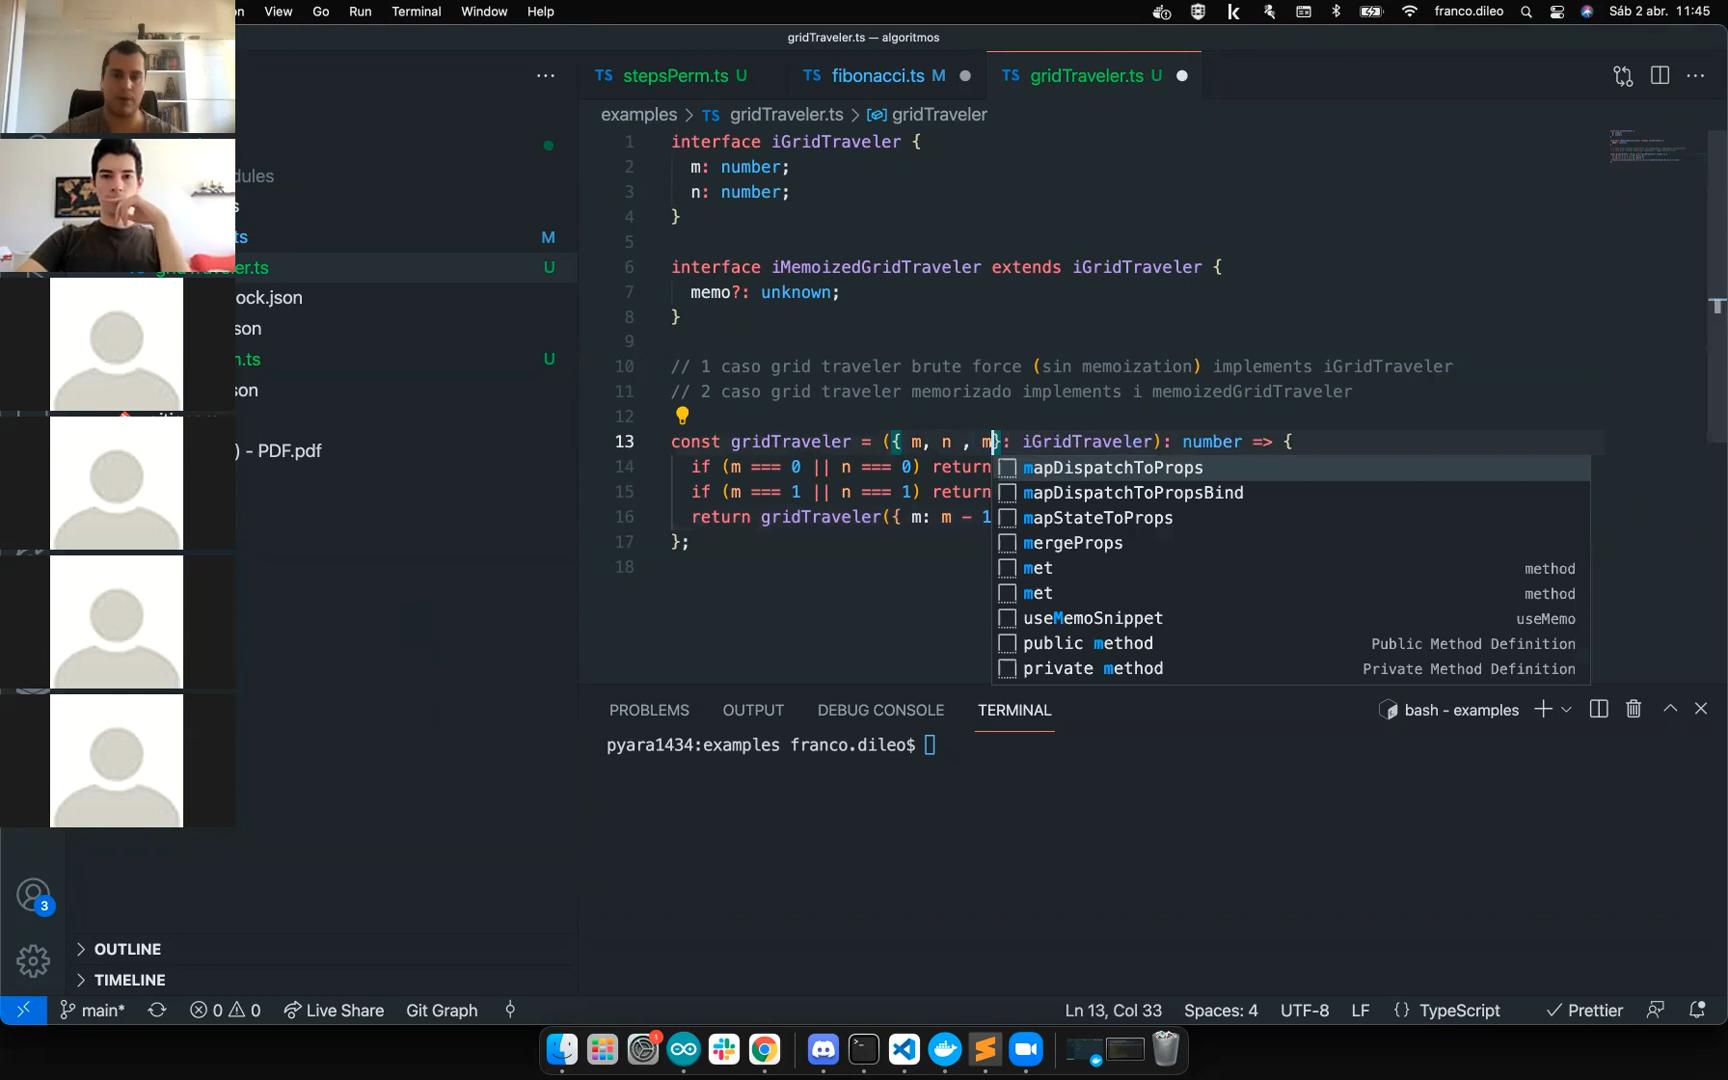 on View Go Run Terminal Window Help franco.dileo Sáb 2 abr. 11:45
gridTraveler.ts — algoritmos
stepsPerm.ts U
TS fibonacci.ts M
TS gridTraveler.ts U
TS
examples > TS gridTraveler.ts > gridTraveler
dules
s
ts M
gridTraveler.ts U
ock.json
son
n.ts U
son
) - PDF.pdf
1 interface iGridTraveler {
2 m: number;
3 n: number;
4 }
5
6 interface iMemoizedGridTraveler extends iGridTraveler {
7 memo?: unknown;
8 }
9
10 // 1 caso grid traveler brute force (sin memoization) implements iGridTraveler
11 // 2 caso grid traveler memorizado implements i memoizedGridTraveler
12
13 const gridTraveler = ({ m, n , m}: iGridTraveler): number => {
14 if (m === 0 || n === 0) return
15 if (m === 1 || n === 1) return
16 return gridTraveler({ m: m - 1
17 };
18
mapDispatchToProps
mapDispatchToPropsBind
mapStateToProps
mergeProps
met method
met method
useMemoSnippet useMemo
public method Public Method Definition
private method Private Method Definition
PROBLEMS OUTPUT DEBUG CONSOLE TERMINAL bash - examples
pyara1434:examples franco.dileo$
3
OUTLINE
TIMELINE
main* 0 0 Live Share Git Graph Ln 13, Col 33 Spaces: 4 UTF-8 LF {} TypeScript Prettier
1